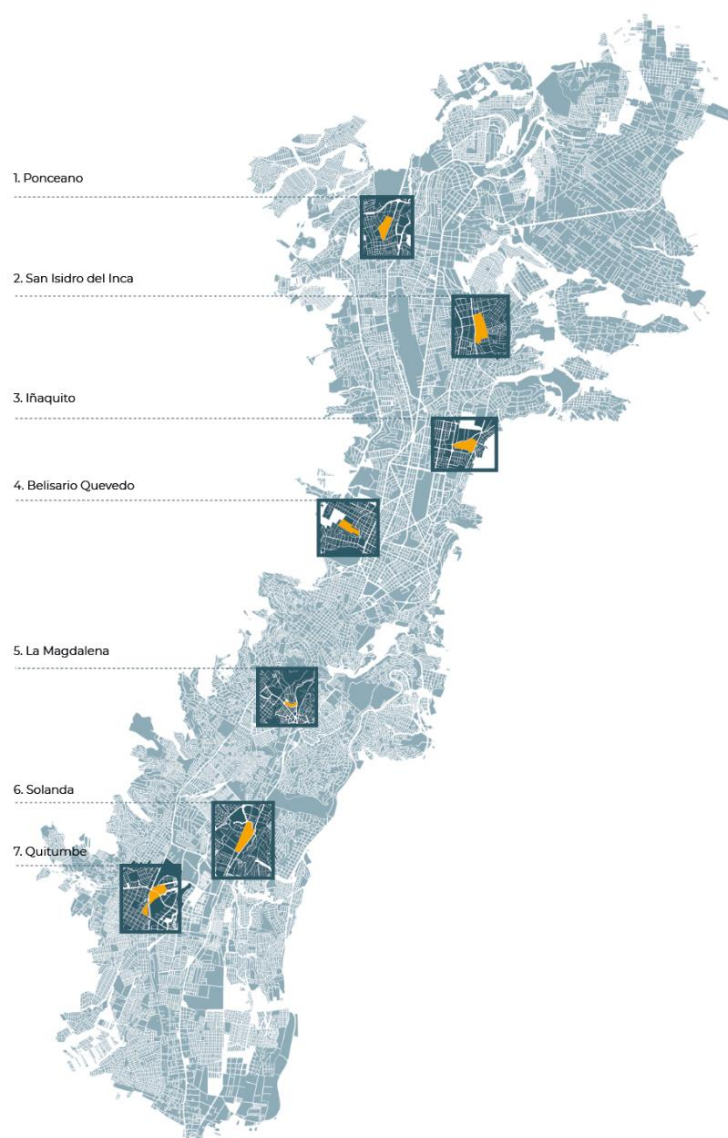 1. Ponceano
2. San Isidro del Inca
3. Iñaquito
4. Belisario Quevedo
5. La Magdalena
6. Solanda
7. Quitumbe